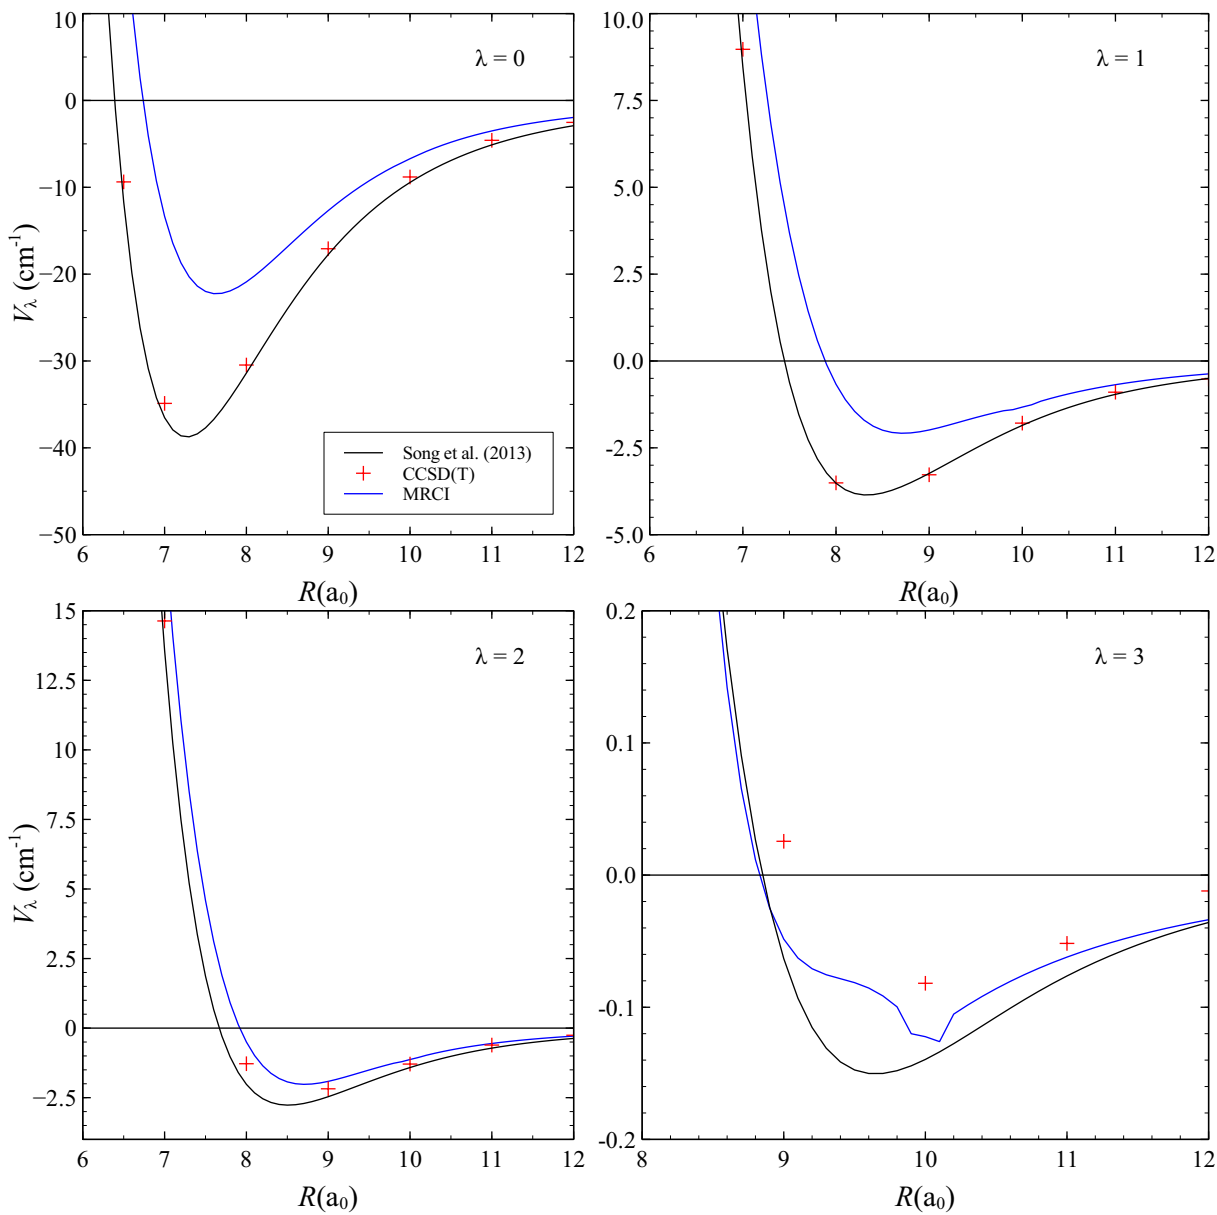 10
0
−10
−20
−30
−40
−50
V_λ (cm⁻¹)
λ = 0
Song et al. (2013)
CCSD(T)
MRCI
6 7 8 9 10 11 12
R(a₀)
10.0
7.5
5.0
2.5
0.0
-2.5
-5.0
λ = 1
6 7 8 9 10 11 12
R(a₀)
15
12.5
10
7.5
5
2.5
0
−2.5
V_λ (cm⁻¹)
λ = 2
6 7 8 9 10 11 12
R(a₀)
0.2
0.1
0.0
-0.1
-0.2
λ = 3
8 9 10 11 12
R(a₀)